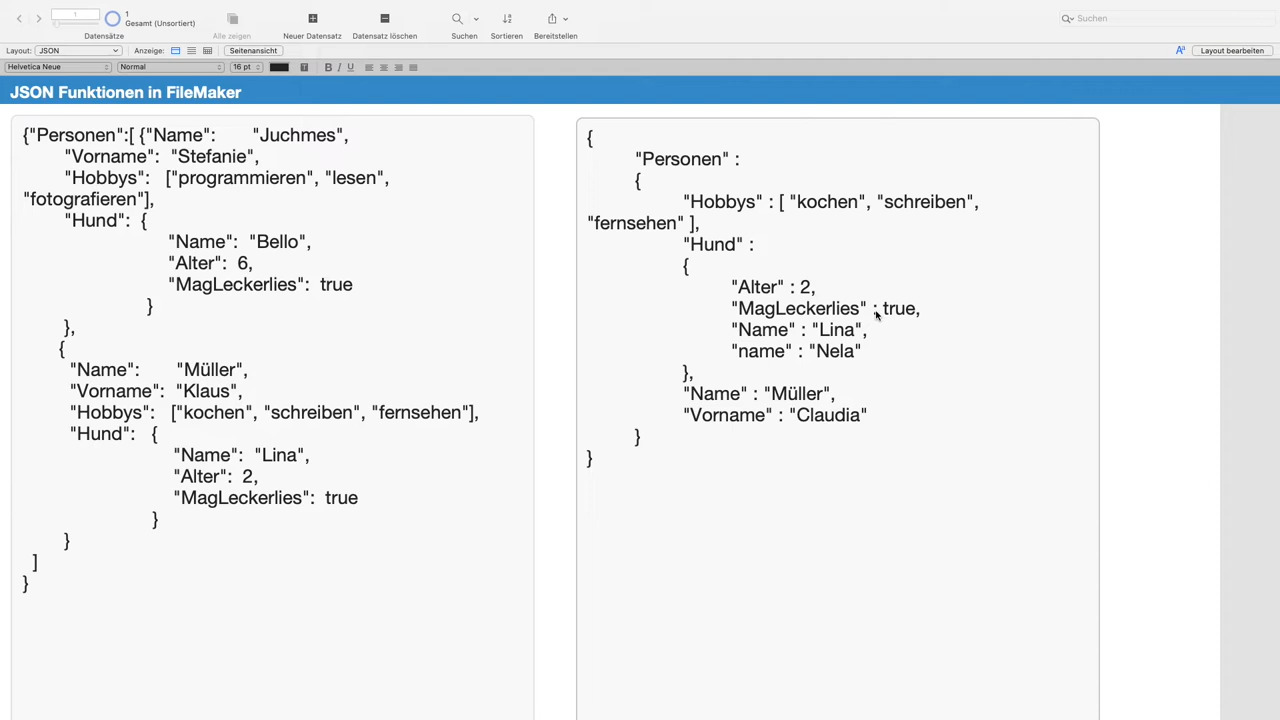 1
1
Gesamt (Unsortiert)
Datensätze
Alle zeigen
Neuer Datensatz
Datensatz löschen
Suchen
Sortieren
Bereitstellen
Suchen
Layout:
JSON
Anzeige:
Seitenansicht
Layout bearbeiten
Helvetica Neue
Normal
16 pt
B I U
JSON Funktionen in FileMaker
{"Personen":[ {"Name": "Juchmes",
"Vorname": "Stefanie",
"Hobbys": ["programmieren", "lesen",
"fotografieren"],
"Hund": {
"Name": "Bello",
"Alter": 6,
"MagLeckerlies": true
}
},
{
"Name": "Müller",
"Vorname": "Klaus",
"Hobbys": ["kochen", "schreiben", "fernsehen"],
"Hund": {
"Name": "Lina",
"Alter": 2,
"MagLeckerlies": true
}
}
]
}
{
"Personen" :
{
"Hobbys" : [ "kochen", "schreiben",
"fernsehen" ],
"Hund" :
{
"Alter" : 2,
"MagLeckerlies" : true,
"Name" : "Lina",
"name" : "Nela"
},
"Name" : "Müller",
"Vorname" : "Claudia"
}
}